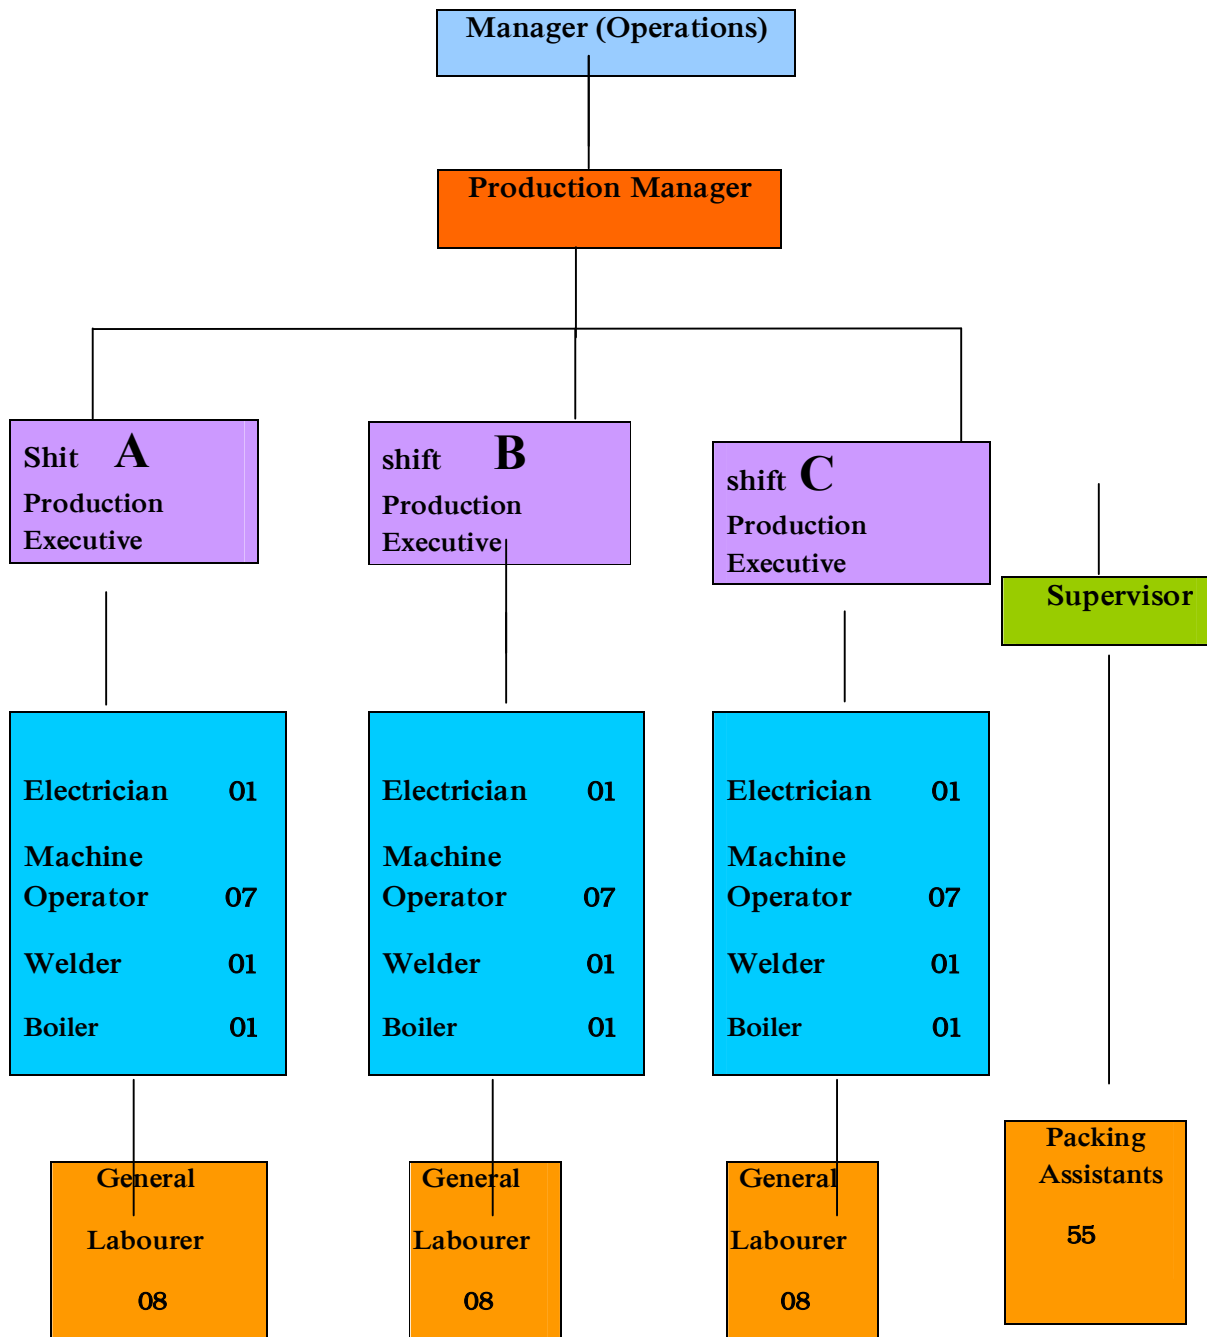 Manager (Operations)
Production Manager
Shit A
Production
Executive
shift B
Production
Executive
shift C
Production
Executive
Supervisor
Electrician 01
Machine
Operator 07
Welder 01
Boiler 01
Electrician 01
Machine
Operator 07
Welder 01
Boiler 01
Electrician 01
Machine
Operator 07
Welder 01
Boiler 01
General
Labourer
08
General
Labourer
08
General
Labourer
08
Packing
Assistants
55